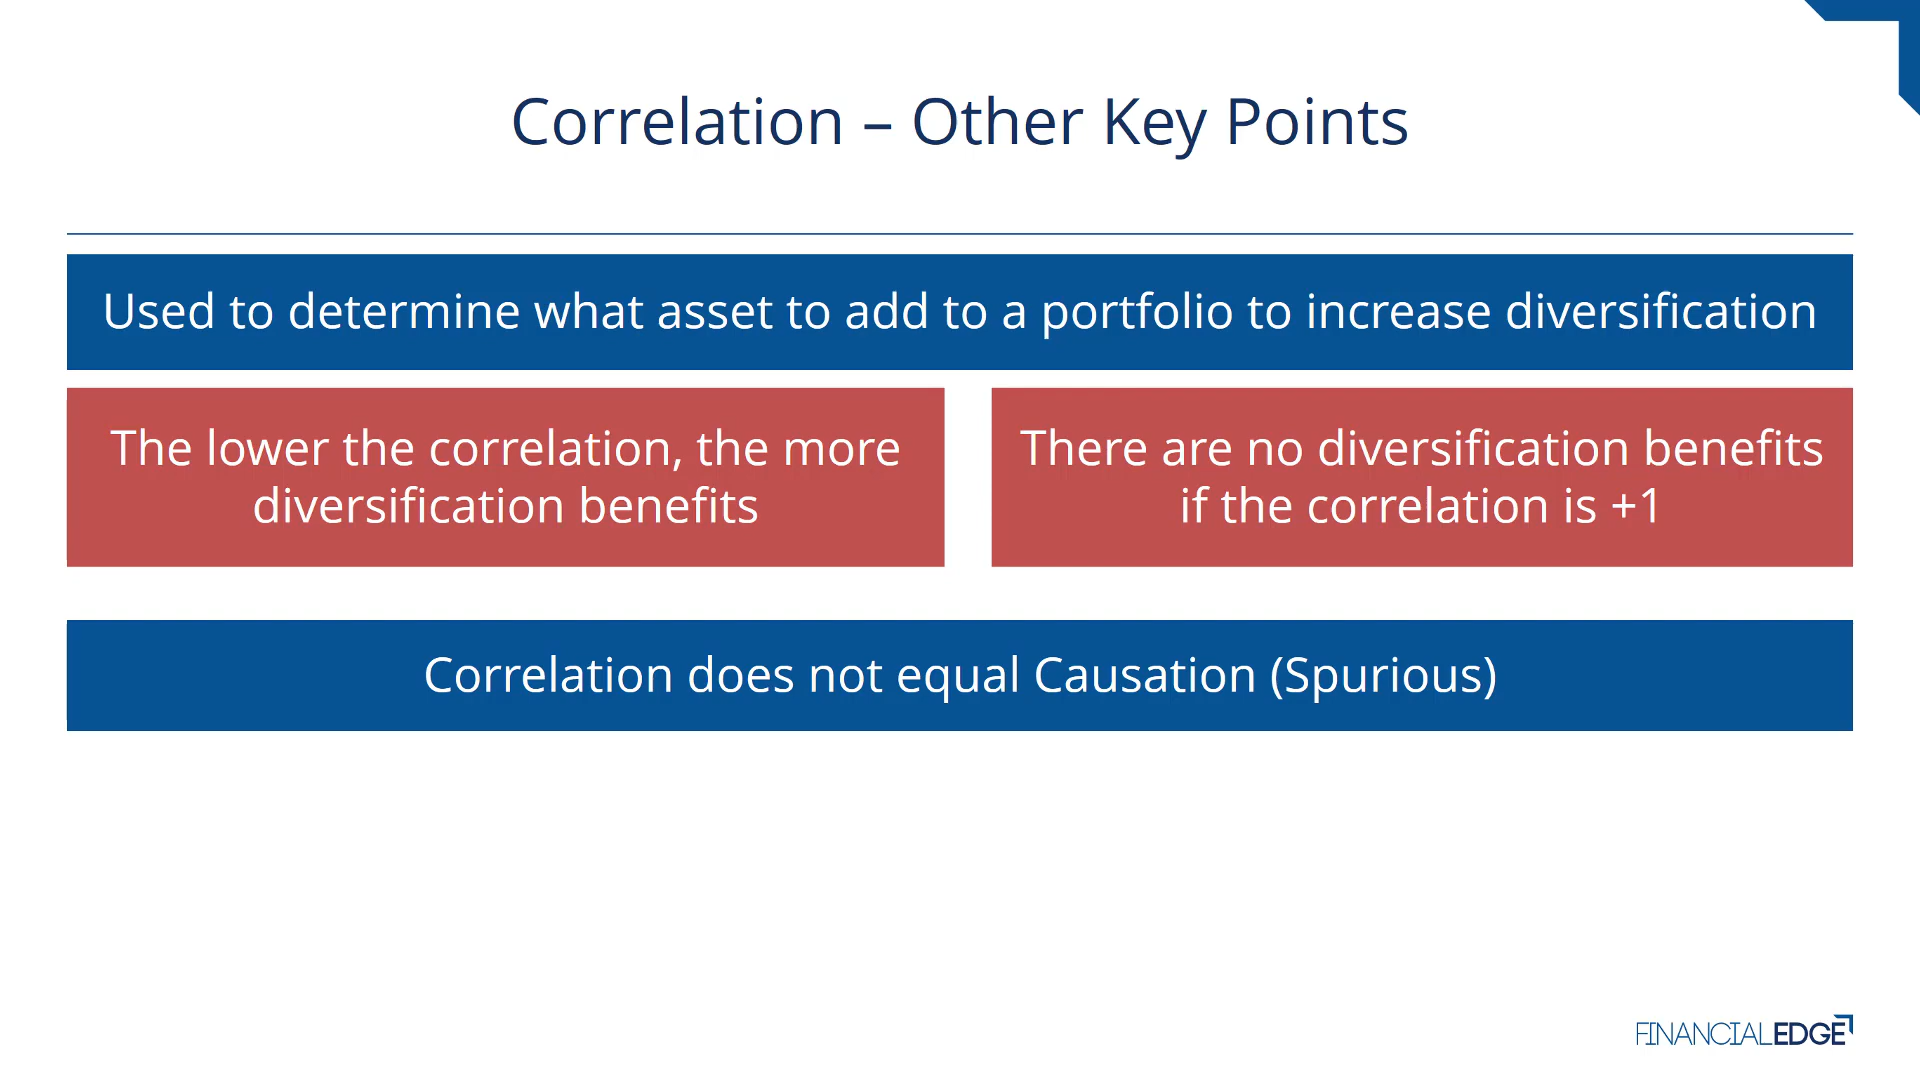 Correlation – Other Key Points
Used to determine what asset to add to a portfolio to increase diversification
The lower the correlation, the more
diversification benefits
There are no diversification benefits
if the correlation is +1
Correlation does not equal Causation (Spurious)
FINANCIALEDGE